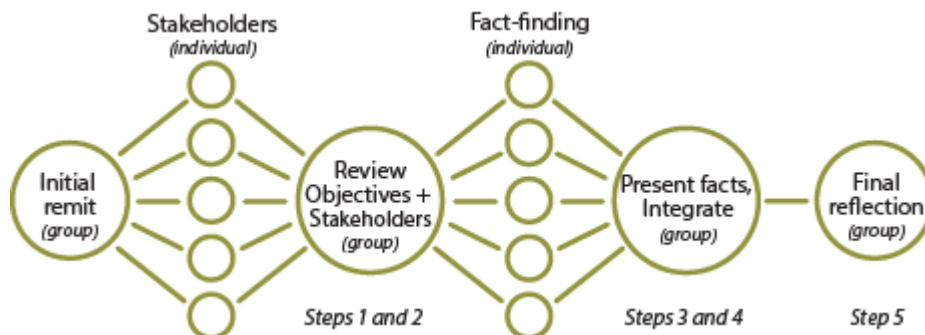 Stakeholders
(individual)
Fact-finding
(individual)
Initial
remit
(group)
Review
Objectives +
Stakeholders
(group)
Present facts,
Integrate
(group)
Final
reflection
(group)
Steps 1 and 2
Steps 3 and 4
Step 5